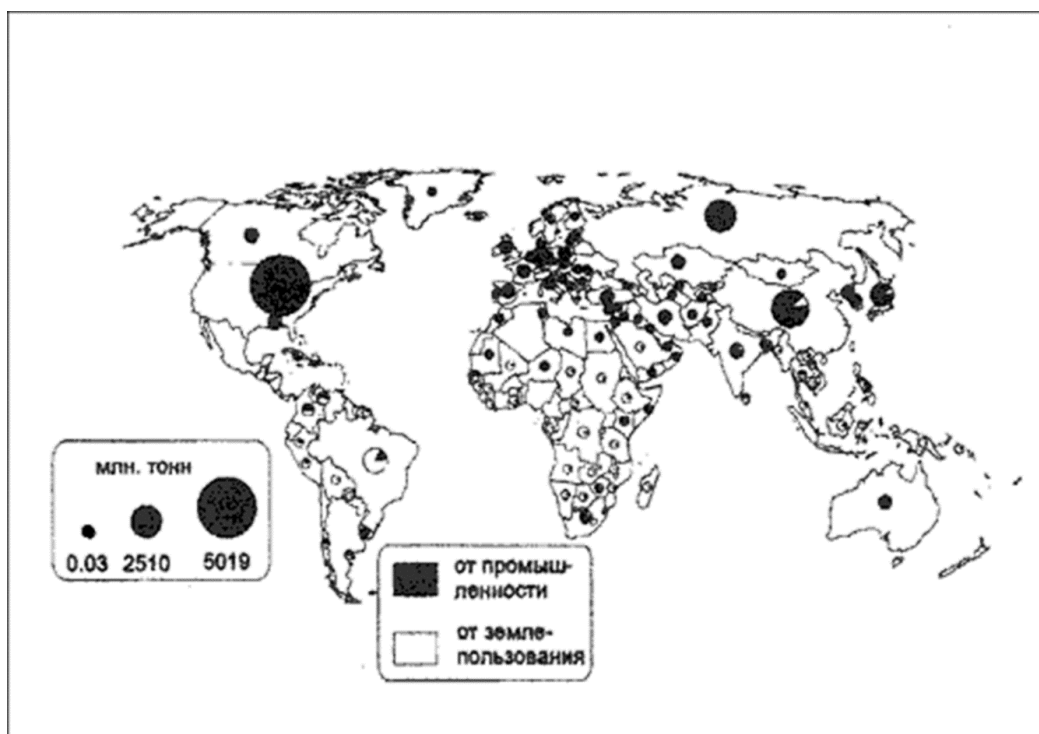 млн. тонн
0.03 2510 5019
от промыш-
ленности
от земле-
пользования